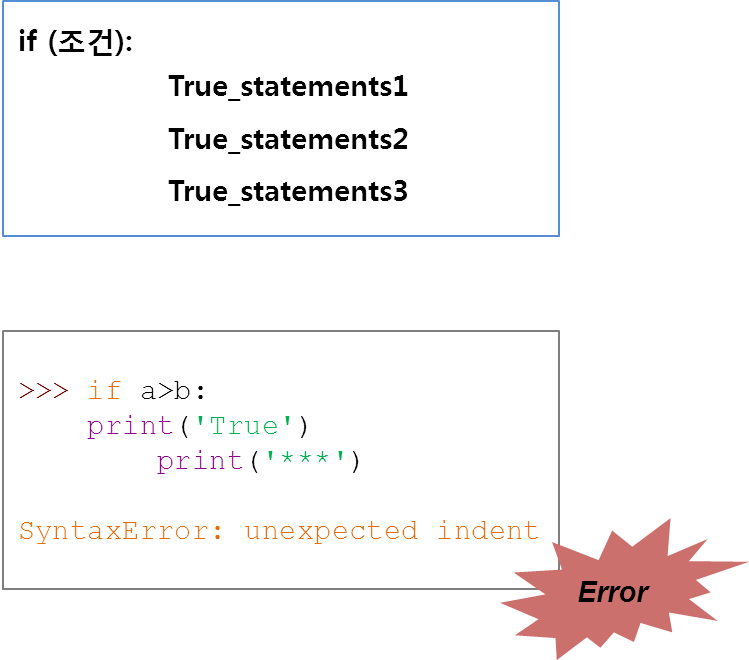 if (조건):
True_statements1
True_statements2
True_statements3
>>> if a>b:
print('True')
print('***')
SyntaxError: unexpected indent
Error